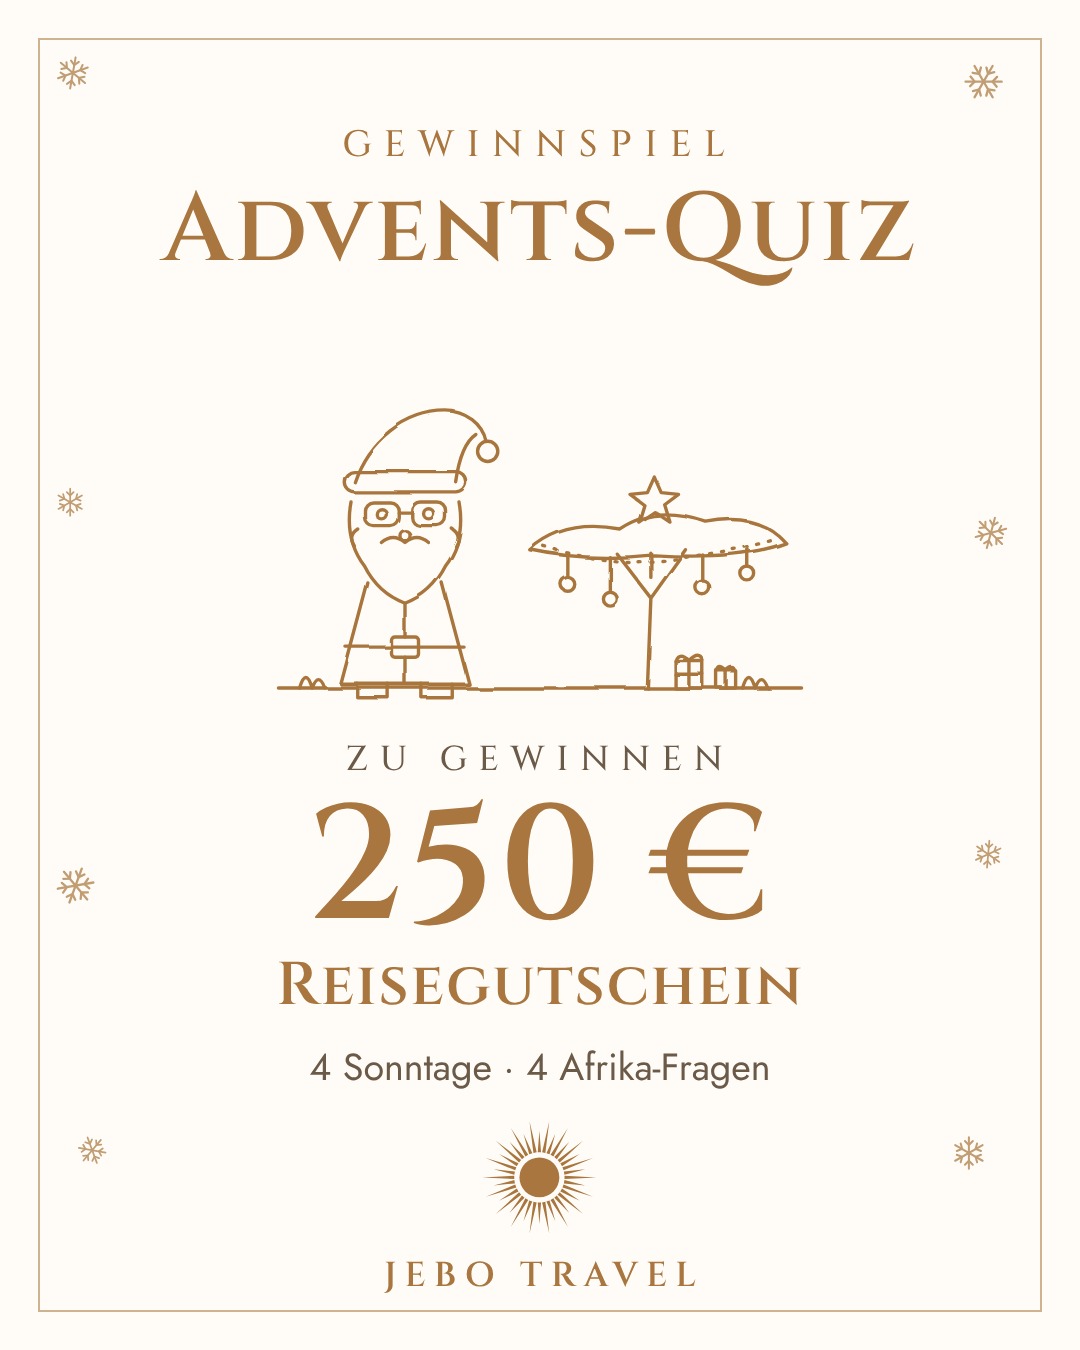 GEWINNSPIEL
ADVENTS-QUIZ
ZU GEWINNEN
250 €
REISEGUTSCHEIN
4 Sonntage · 4 Afrika-Fragen
JEBO TRAVEL